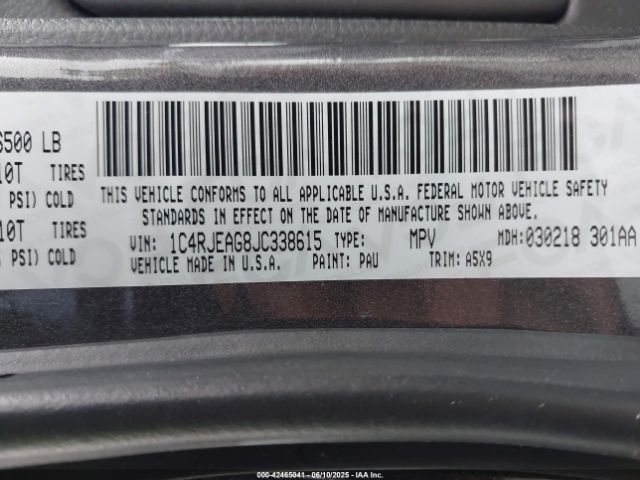 6500 LB
10T TIRES
PSI) COLD
10T TIRES
PSI) COLD
THIS VEHICLE CONFORMS TO ALL APPLICABLE U.S.A. FEDERAL MOTOR VEHICLE SAFETY
STANDARDS IN EFFECT ON THE DATE OF MANUFACTURE SHOWN ABOVE.
VIN: 1C4RJEAG8JC338615 TYPE: MPV MDH:030218 301AA
VEHICLE MADE IN U.S.A. PAINT: PAU TRIM: A5X9
000-42465041 - 06/10/2025 - IAAI.com